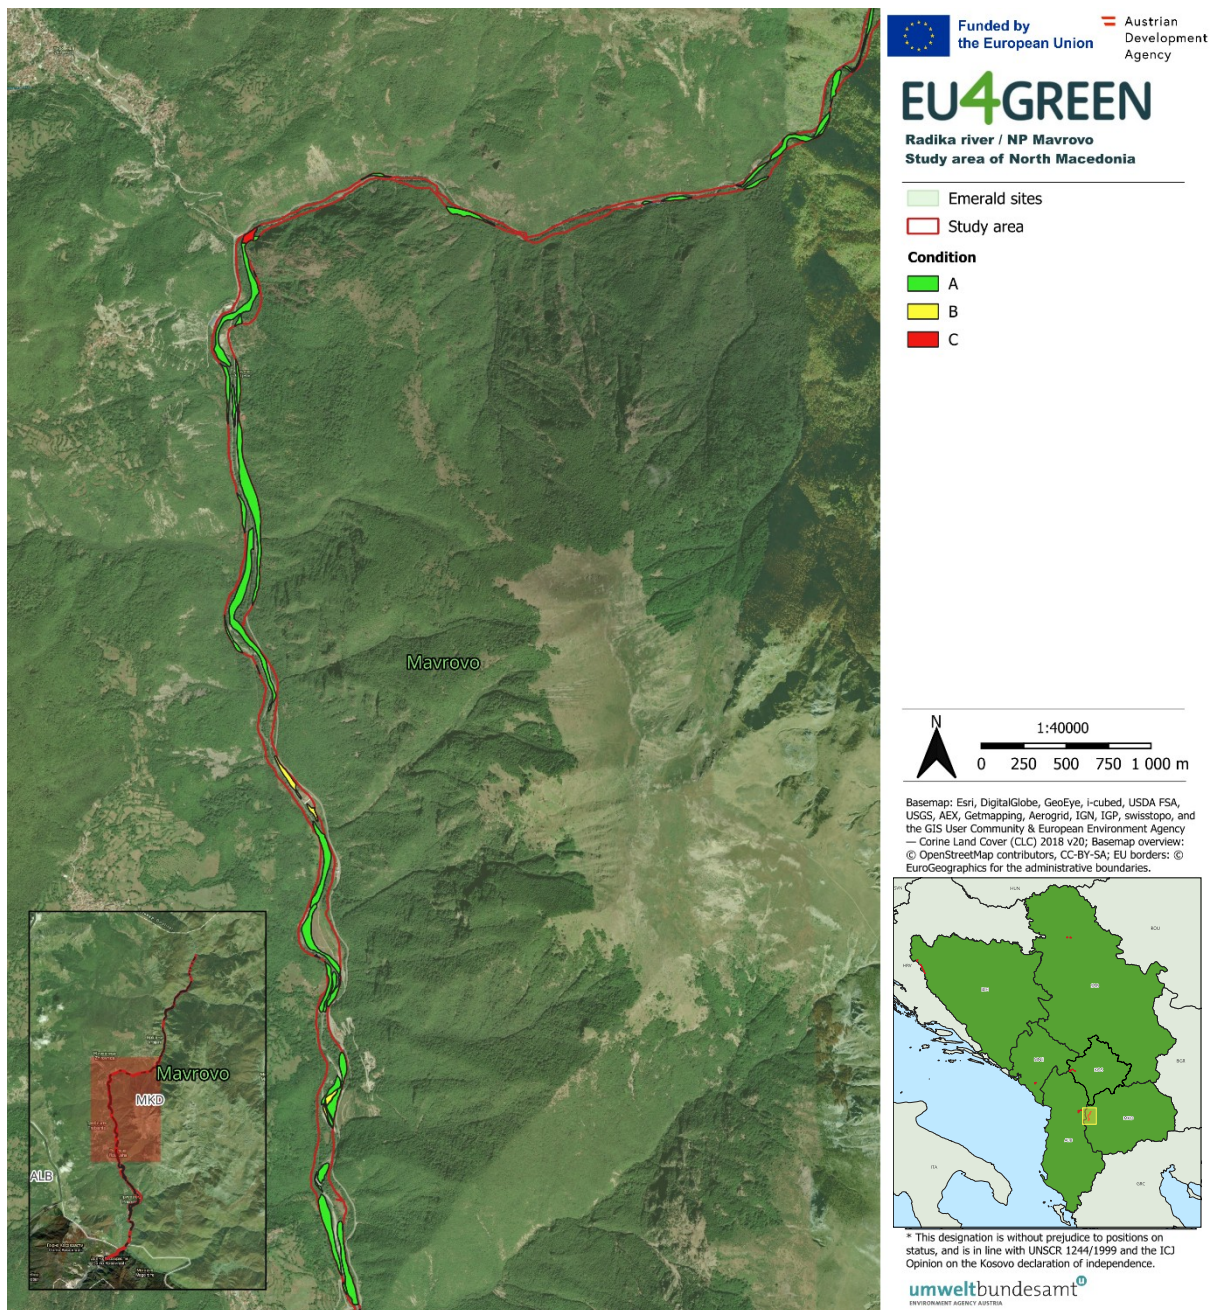 Funded by
the European Union
Austrian
Development
Agency
EU4GREEN
Radika river / NP Mavrovo
Study area of North Macedonia
Emerald sites
Study area
Condition
A
B
C
Mavrovo
N
1:40000
0 250 500 750 1 000 m
Basemap: Esri, DigitalGlobe, GeoEye, i-cubed, USDA FSA,
USGS, AEX, Getmapping, Aerogrid, IGN, IGP, swisstopo, and
the GIS User Community & European Environment Agency
— Corine Land Cover (CLC) 2018 v20; Basemap overview:
© OpenStreetMap contributors, CC-BY-SA; EU borders: ©
EuroGeographics for the administrative boundaries.
Mavrovo
MKD
ALB
HUN
ROU
BGR
ITA
GRC
* This designation is without prejudice to positions on
status, and is in line with UNSCR 1244/1999 and the ICJ
Opinion on the Kosovo declaration of independence.
umweltbundesamt
ENVIRONMENT AGENCY AUSTRIA